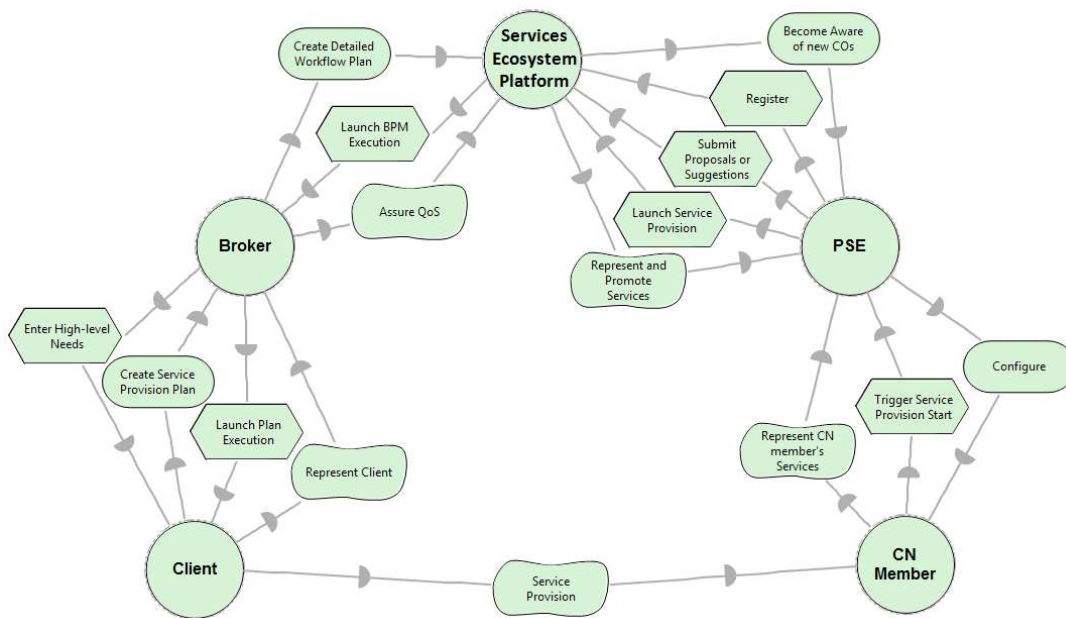 Services
Ecosystem
Platform
Create Detailed
Workflow Plan
Become Aware
of new COs
Launch BPM
Execution
Register
Submit
Proposals or
Suggestions
Assure QoS
Launch Service
Provision
Broker
PSE
Represent and
Promote
Services
Enter High-level
Needs
Create Service
Provision Plan
Configure
Launch Plan
Execution
Trigger Service
Provision Start
Represent Client
Represent CN
member's
Services
Client
CN
Member
Service
Provision